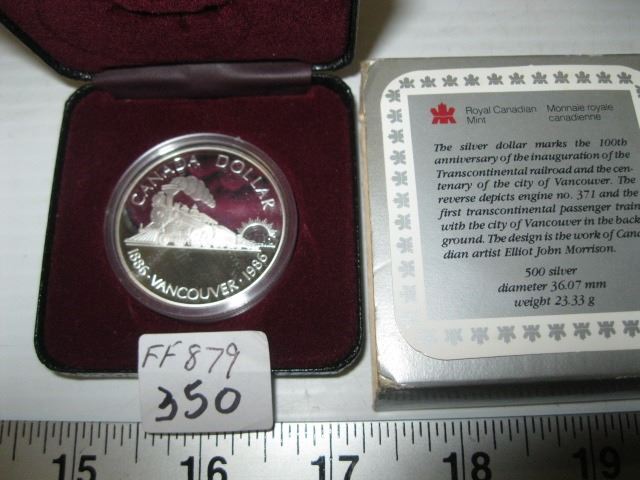 CANADA DOLLAR
1886·VANCOUVER·1986
Royal Canadian
Mint
Monnaie royale
canadienne
The silver dollar marks the 100th
anniversary of the inauguration of the
Transcontinental railroad and the cen-
tenary of the city of Vancouver. The
reverse depicts engine no. 371 and the
first transcontinental passenger train
with the city of Vancouver in the back
ground. The design is the work of Cana
dian artist Elliot John Morrison.
500 silver
diameter 36.07 mm
weight 23.33 g
FF879
350
15 16 17 18 19